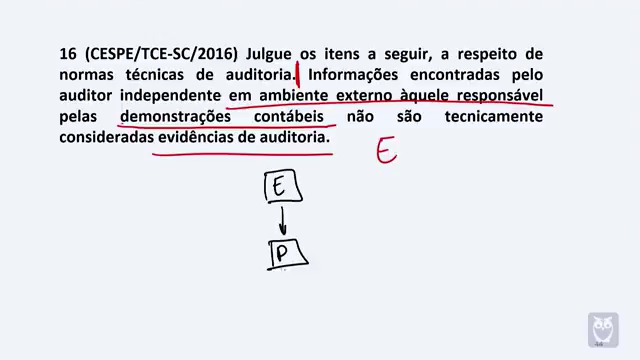 16 (CESPE/TCE-SC/2016) Julgue os itens a seguir, a respeito de
normas técnicas de auditoria. Informações encontradas pelo
auditor independente em ambiente externo àquele responsável
pelas demonstrações contábeis não são tecnicamente
consideradas evidências de auditoria.
E
E
P
44